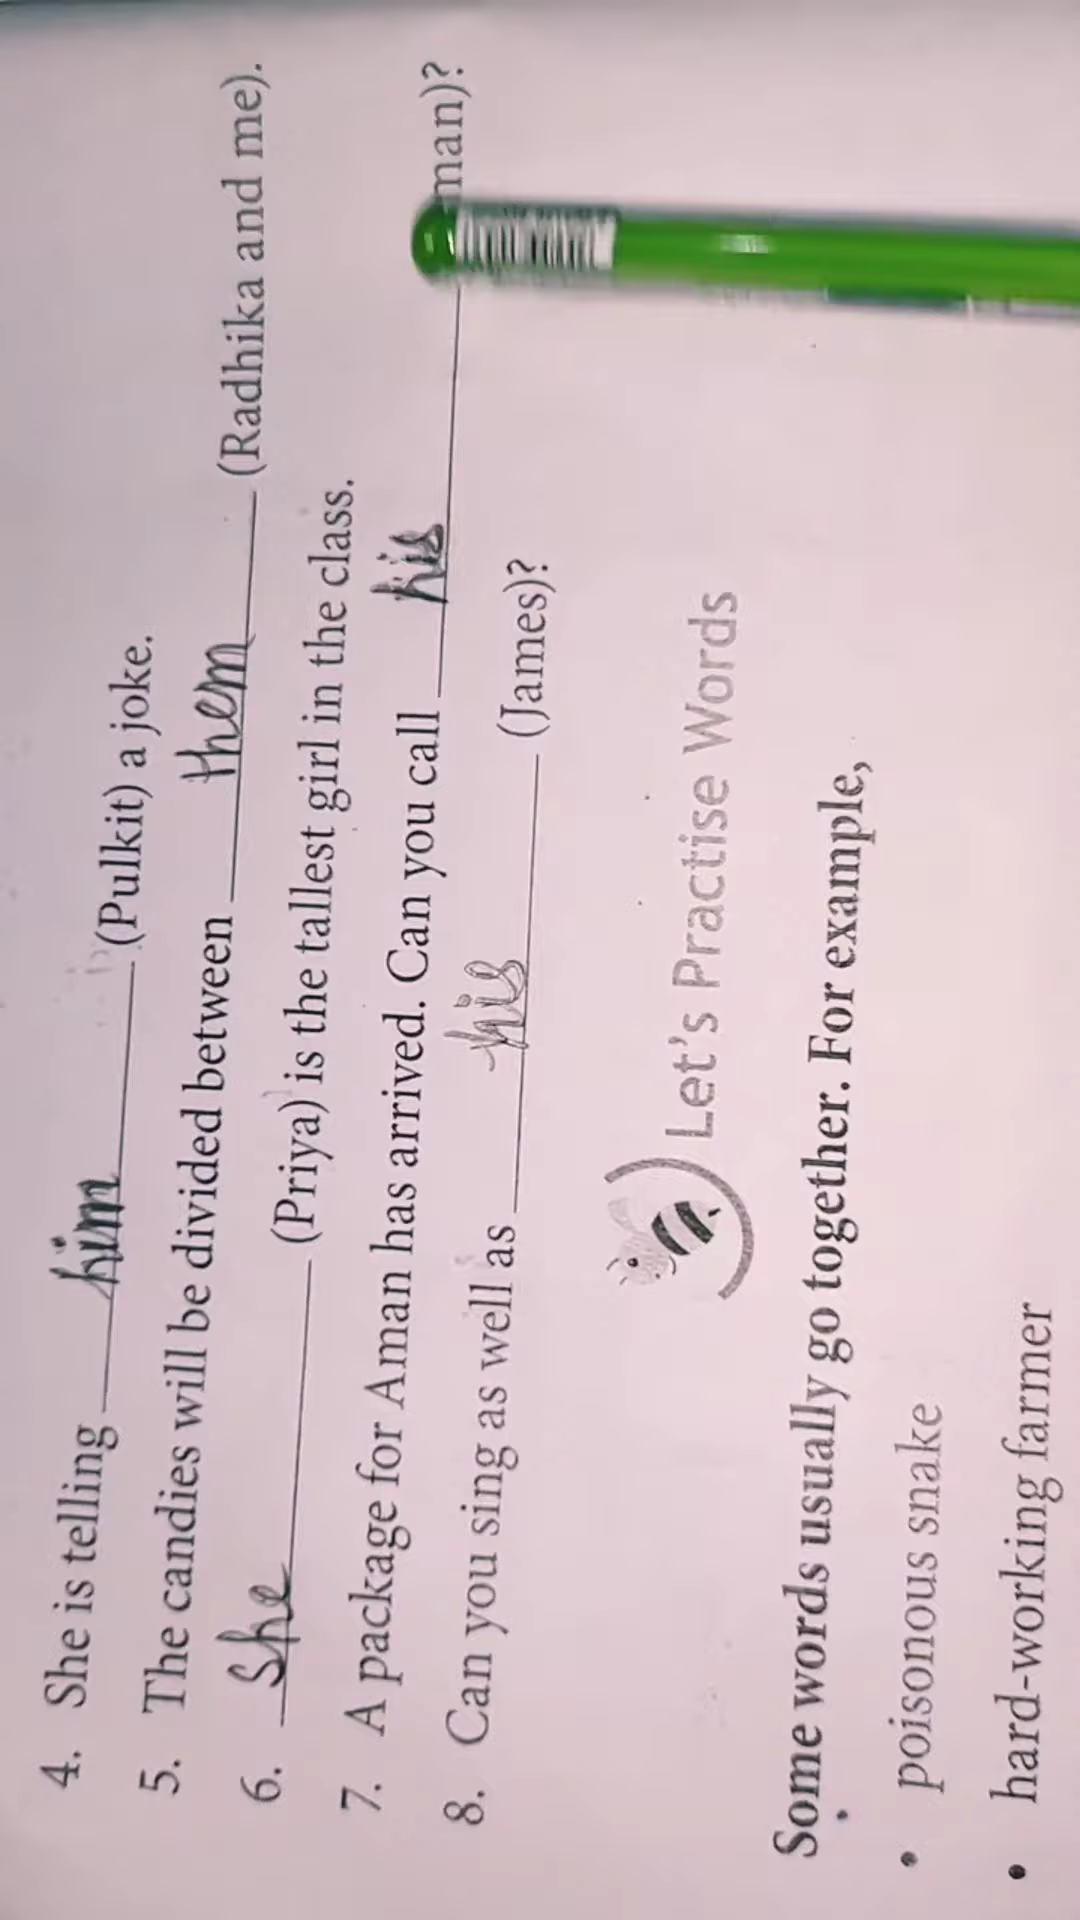 4. She is telling him (Pulkit) a joke.
5. The candies will be divided between them (Radhika and me).
6. She (Priya) is the tallest girl in the class.
7. A package for Aman has arrived. Can you call his man)?
8. Can you sing as well as his (James)?
Let's Practise Words
Some words usually go together. For example,
• poisonous snake
• hard-working farmer